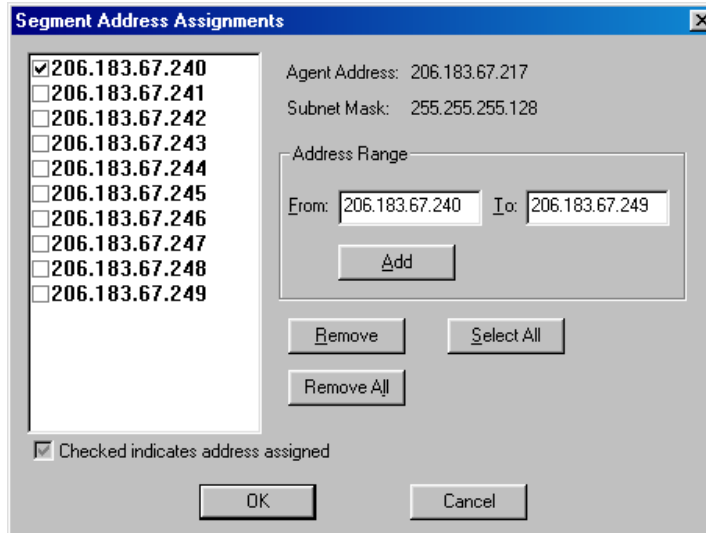 Segment Address Assignments
206.183.67.240
206.183.67.241
206.183.67.242
206.183.67.243
206.183.67.244
206.183.67.245
206.183.67.246
206.183.67.247
206.183.67.248
206.183.67.249
Agent Address: 206.183.67.217
Subnet Mask: 255.255.255.128
Address Range
From: 206.183.67.240 To: 206.183.67.249
Add
Remove Select All
Remove All
Checked indicates address assigned
OK Cancel